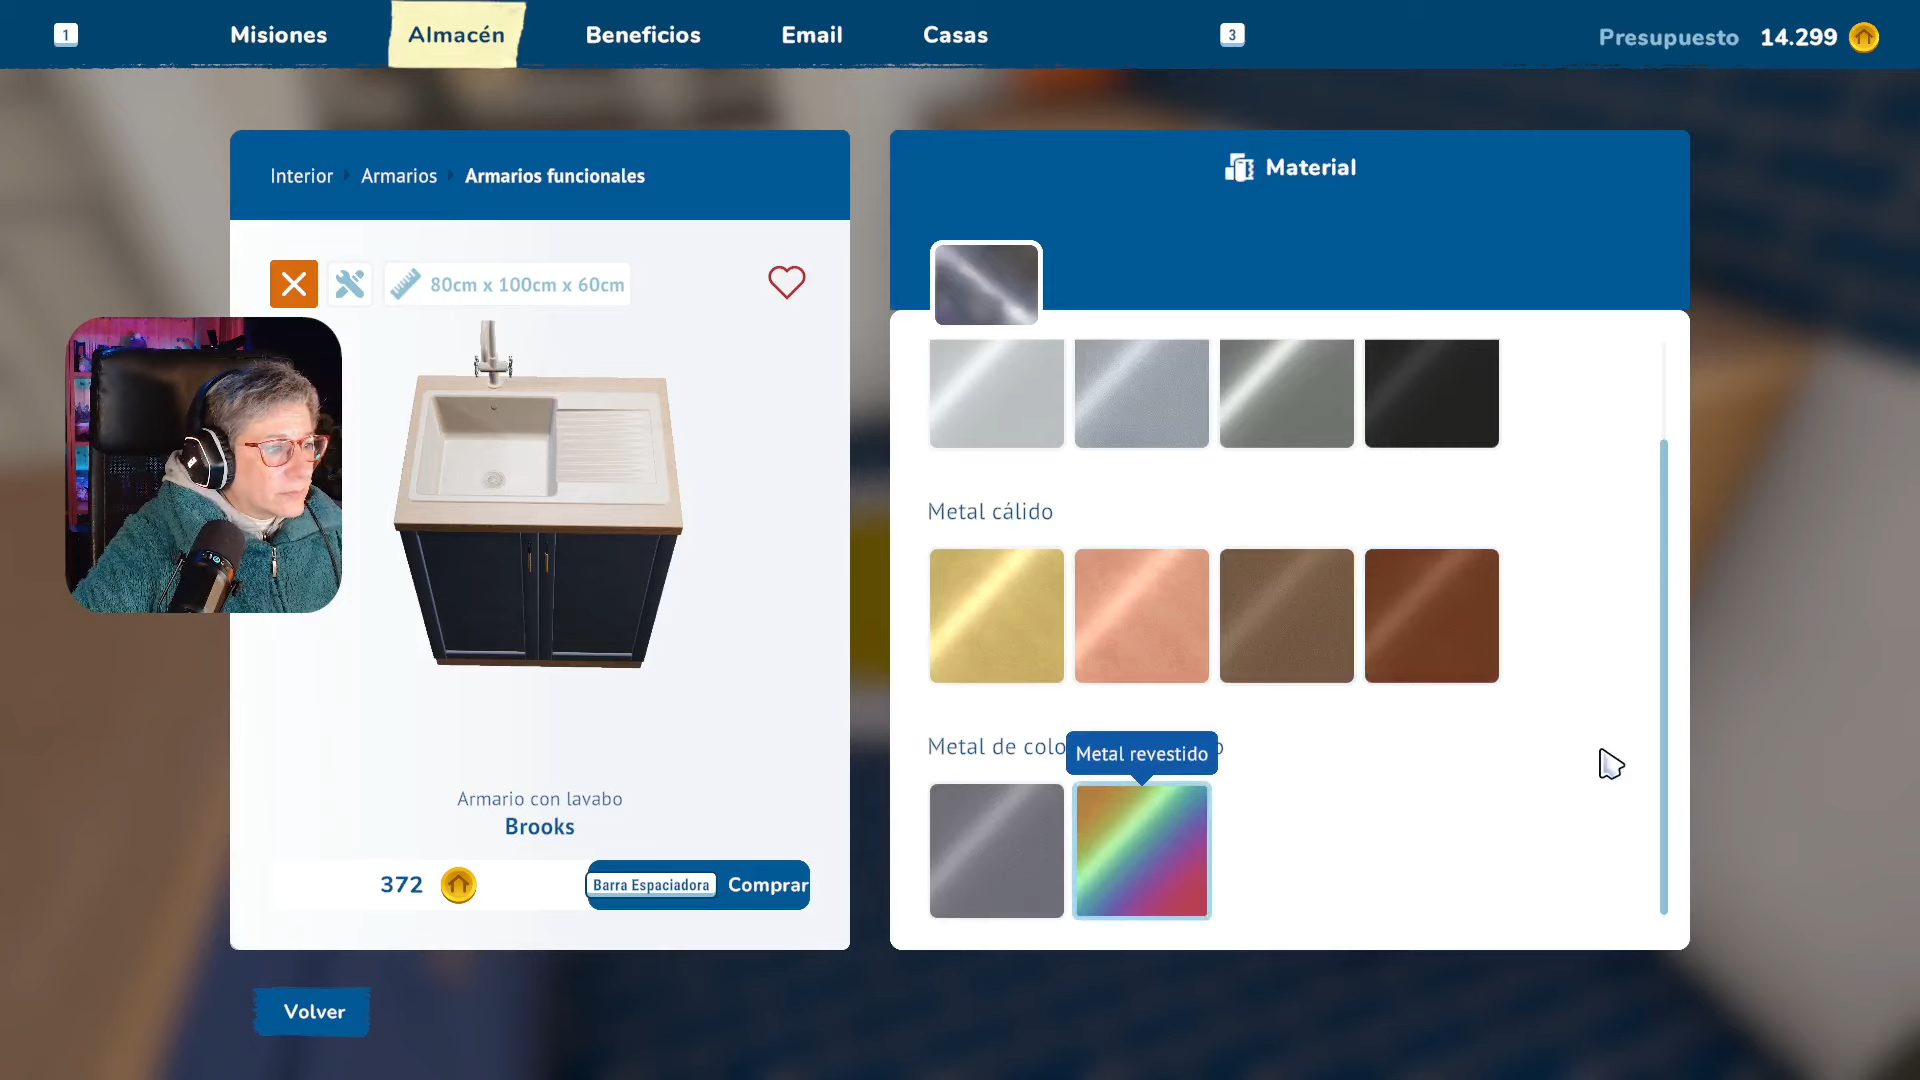 1
Misiones
Almacén
Beneficios
Email
Casas
3
Presupuesto 14.299
Interior Armarios Armarios funcionales
80cm x 100cm x 60cm
Armario con lavabo
Brooks
372
Barra Espaciadora Comprar
Volver
Material
Metal cálido
Metal de colo
Metal revestido